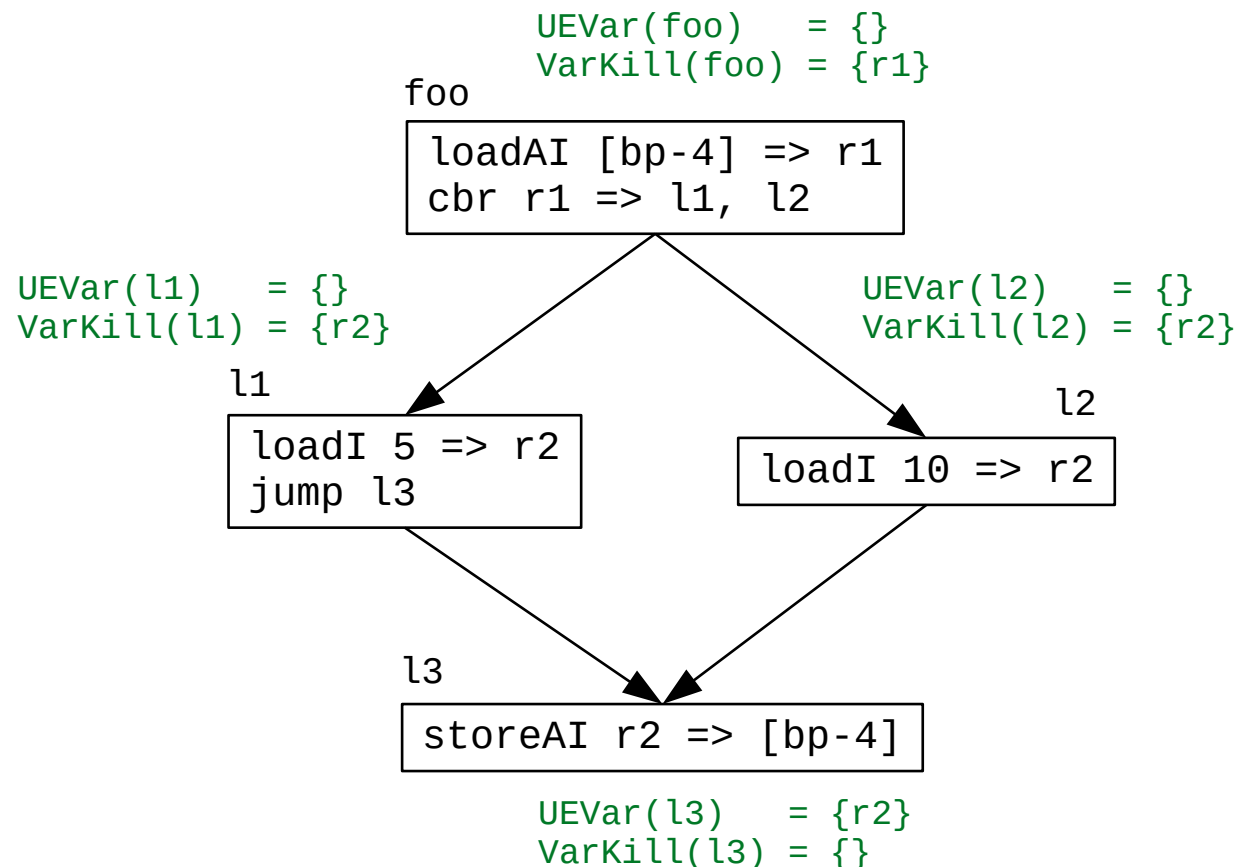 UEVar(foo)   = {}
VarKill(foo) = {r1}
foo
loadAI [bp-4] => r1
cbr r1 => l1, l2
UEVar(l1)   = {}
VarKill(l1) = {r2}
UEVar(l2)   = {}
VarKill(l2) = {r2}
l1
loadI 5 => r2
jump l3
l2
loadI 10 => r2
l3
storeAI r2 => [bp-4]
UEVar(l3)   = {r2}
VarKill(l3) = {}